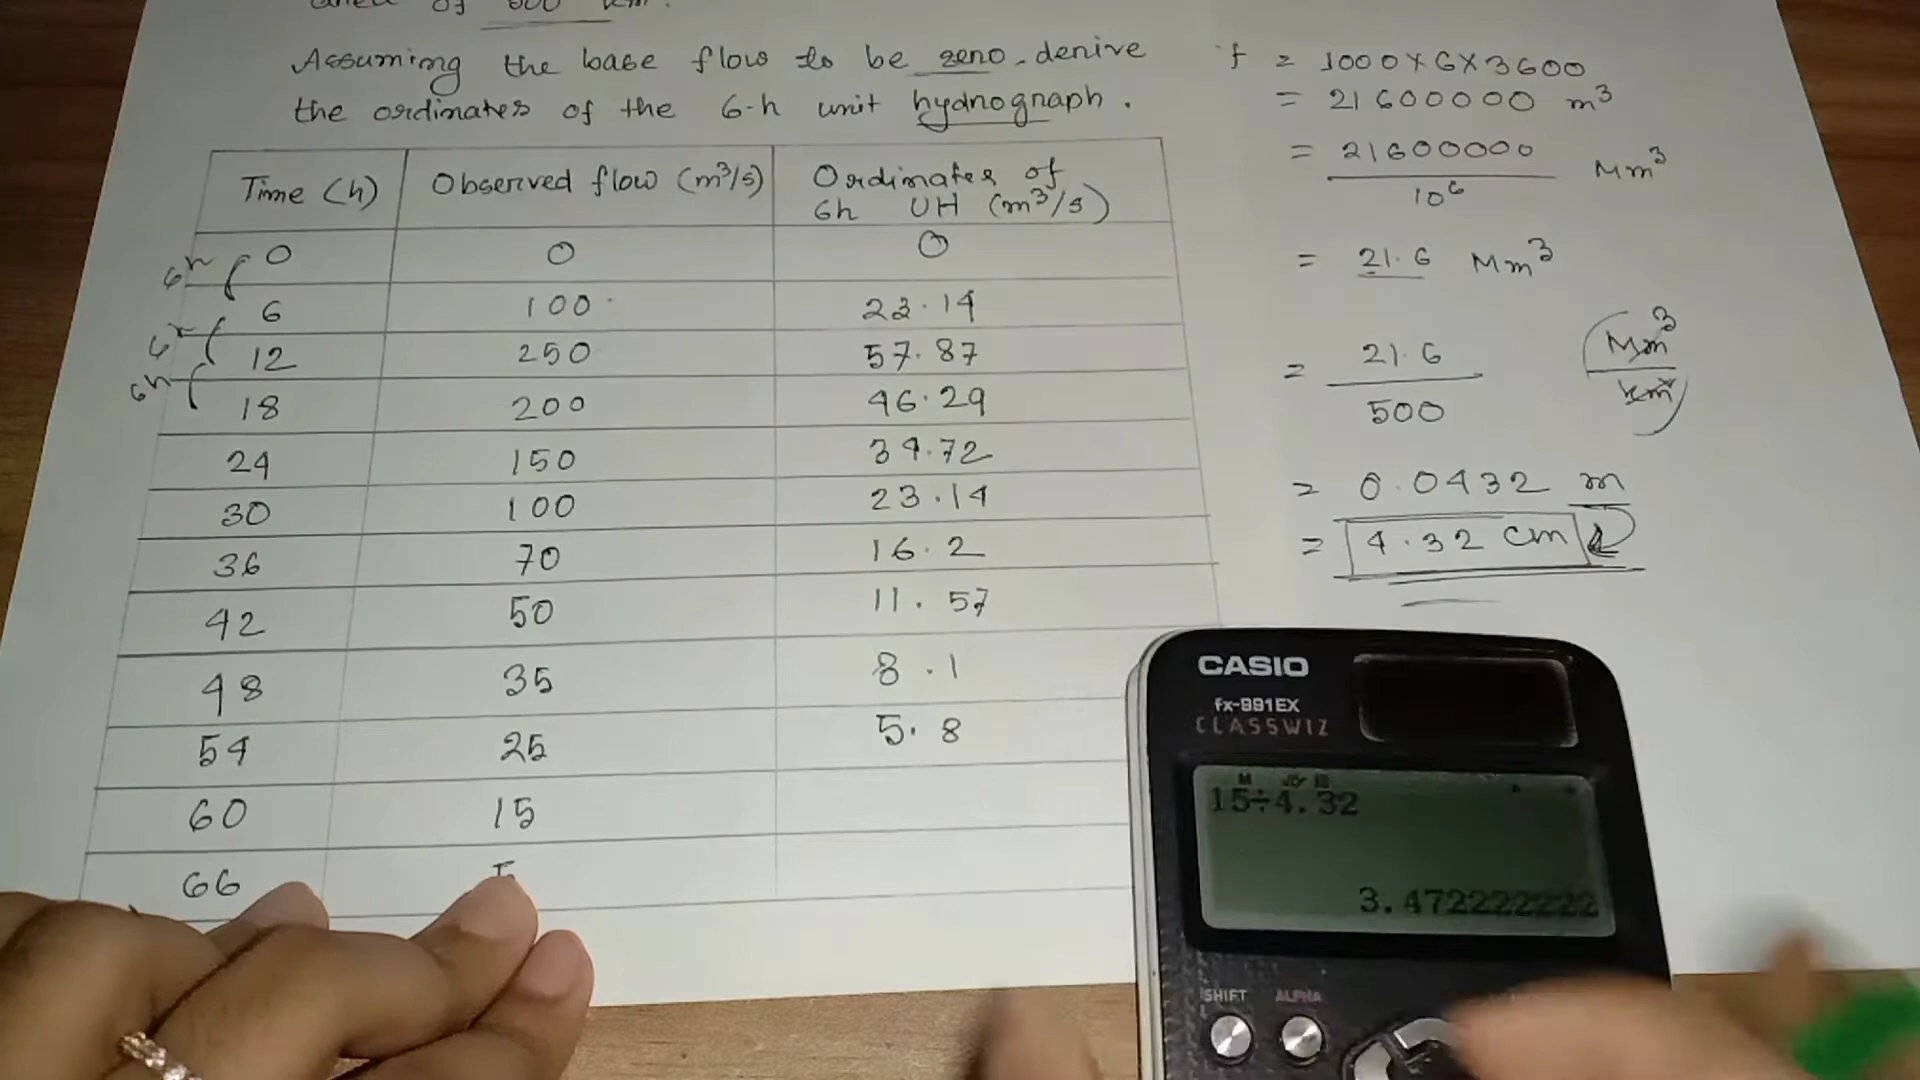 area of 500 km².
Assuming the base flow to be zero, derive
the ordinates of the 6-h unit hydrograph.
Time (h) Observed flow (m³/s) Ordinates of
6h UH (m³/s)
0 0 0
6h
6 100 23.14
6h
12 250 57.87
6h
18 200 46.29
24 150 34.72
30 100 23.14
36 70 16.2
42 50 11.57
48 35 8.1
54 25 5.8
60 15
66 5
f = 1000 x 6 x 3600
= 21600000 m³
= 21600000 Mm³
10⁶
= 21.6 Mm³
= 21.6 Mm³
500 km²
= 0.0432 m
= 4.32 cm
CASIO
fx-991EX
CLASSWIZ
15÷4.32
3.472222222
SHIFT ALPHA